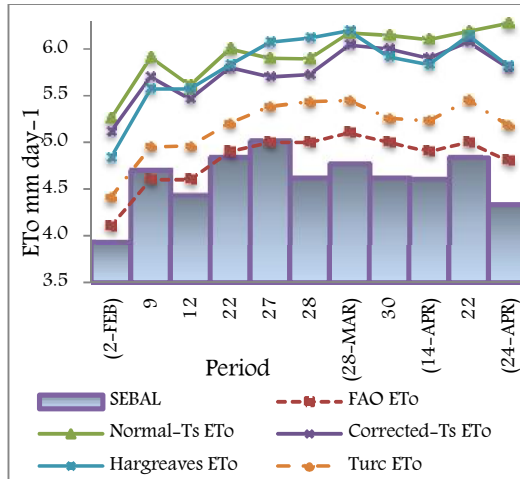 ETo mm day-1
6.0
5.5
5.0
4.5
4.0
3.5
(2-FEB)
9
12
22
27
28
(28-MAR)
30
(14-APR)
22
(24-APR)
Period
SEBAL
FAO ETo
Normal-Ts ETo
Corrected-Ts ETo
Hargreaves ETo
Turc ETo